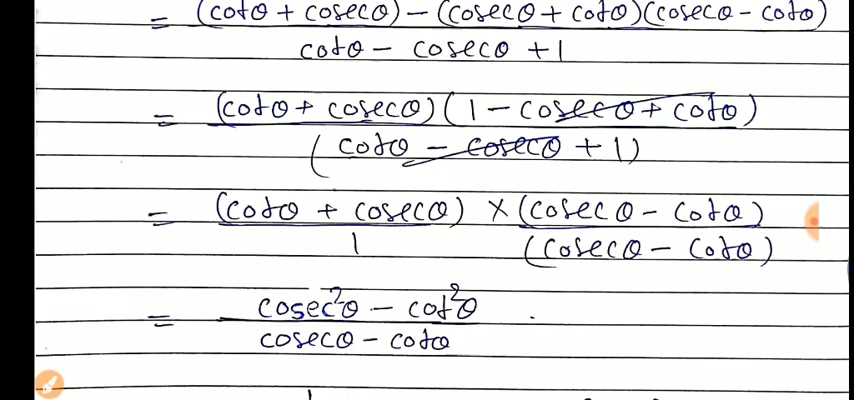 = (cotθ + cosecθ) - (cosecθ + cotθ)(cosecθ - cotθ)
cotθ - cosecθ + 1
= (cotθ + cosecθ) (1 - cosecθ + cotθ)
(cotθ - cosecθ + 1)
= (cotθ + cosecθ) × (cosecθ - cotθ)
1 (cosecθ - cotθ)
= cosec²θ - cot²θ
cosecθ - cotθ